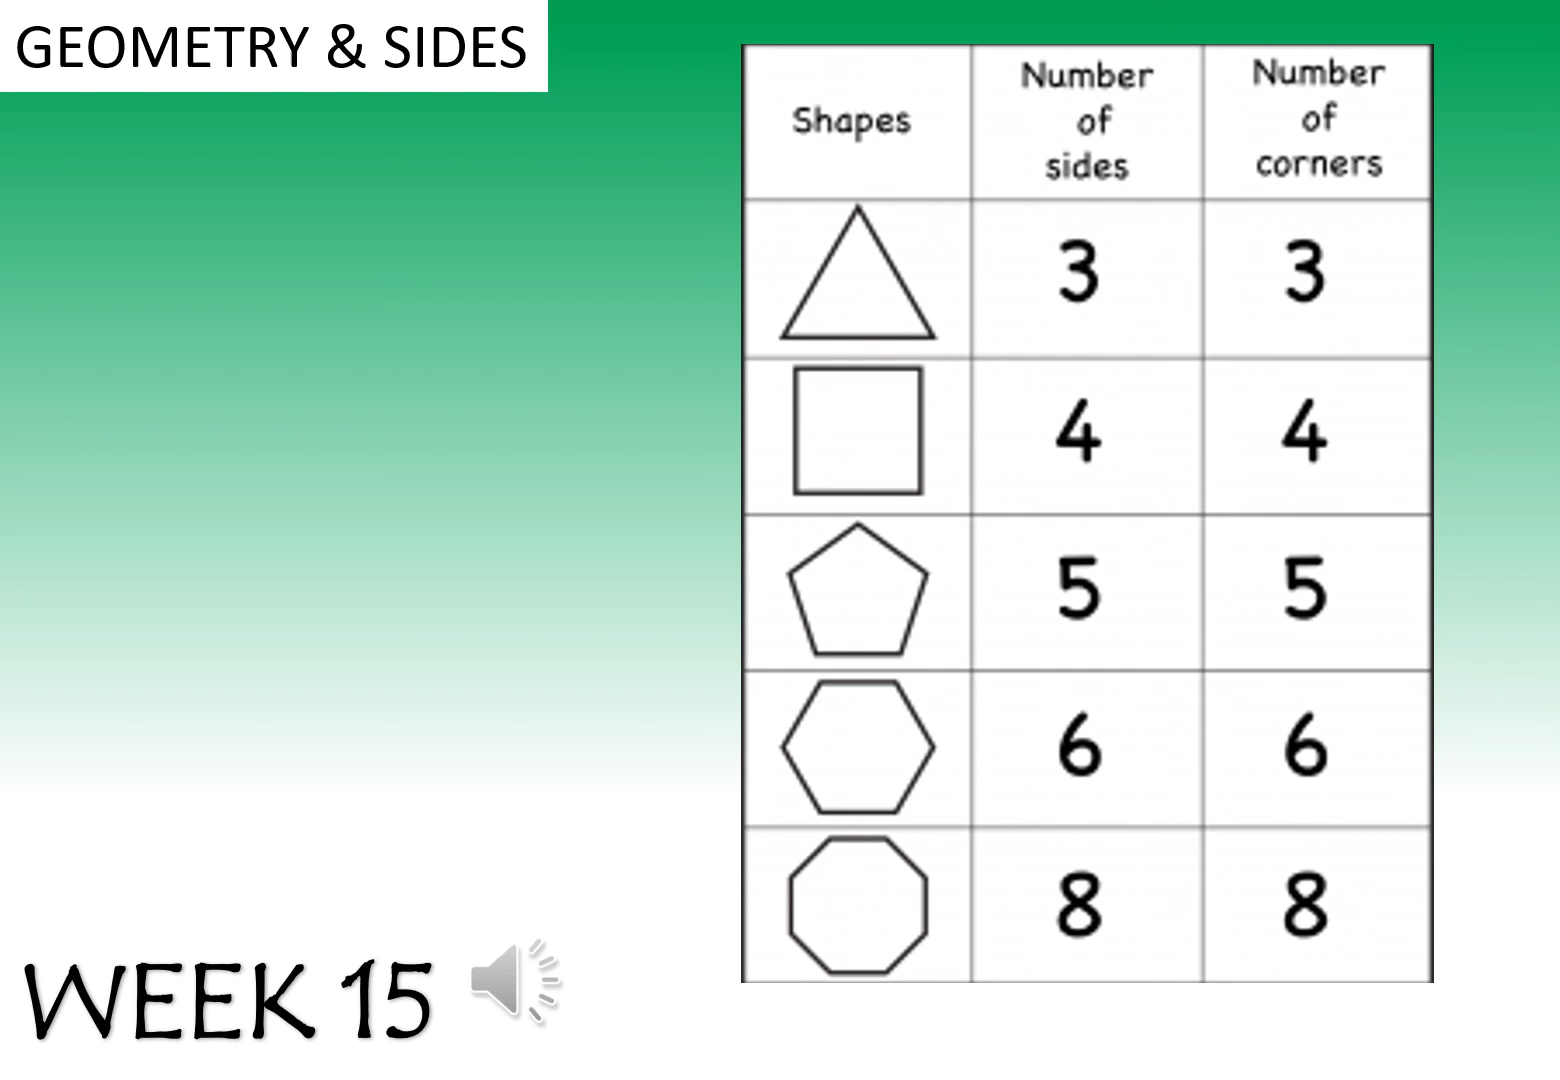 GEOMETRY & SIDES
Shapes
Number
of
sides
Number
of
corners
3 3
4 4
5 5
6 6
8 8
WEEK 15